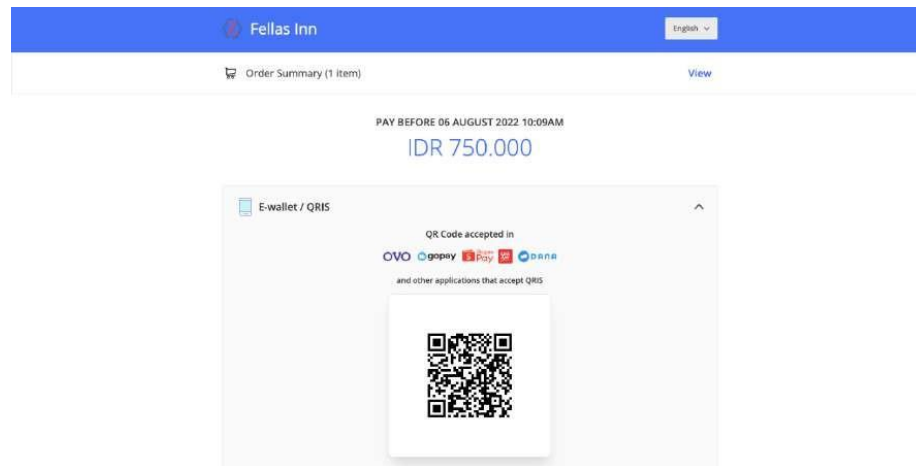 Fellas Inn
English
Order Summary (1 item)
View
PAY BEFORE 06 AUGUST 2022 10:09AM
IDR 750.000
E-wallet / QRIS
QR Code accepted in
OVO gopay Pay DANA
and other applications that accept QRIS